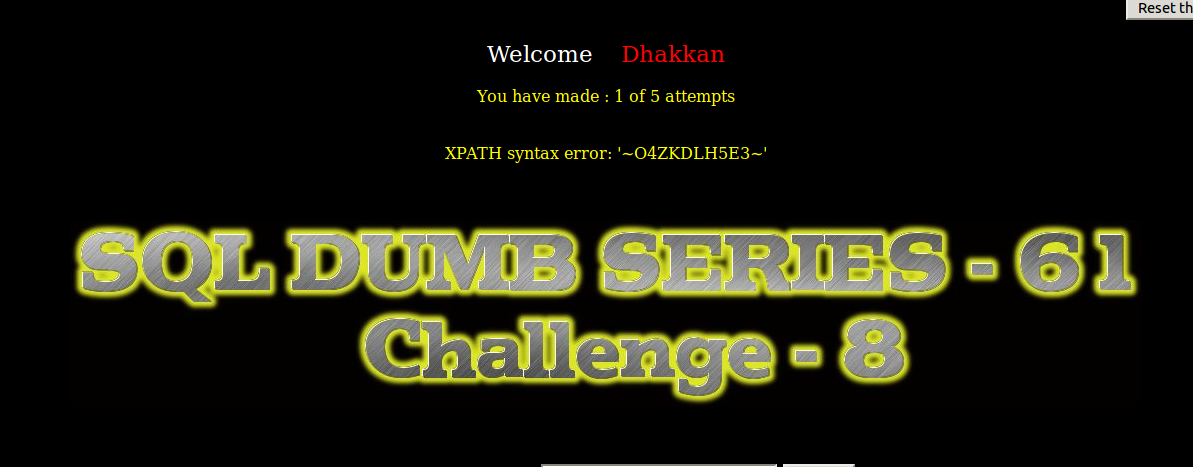 Reset th
Welcome Dhakkan
You have made : 1 of 5 attempts
XPATH syntax error: '~O4ZKDLH5E3~'
SQL DUMB SERIES - 61
Challenge - 8